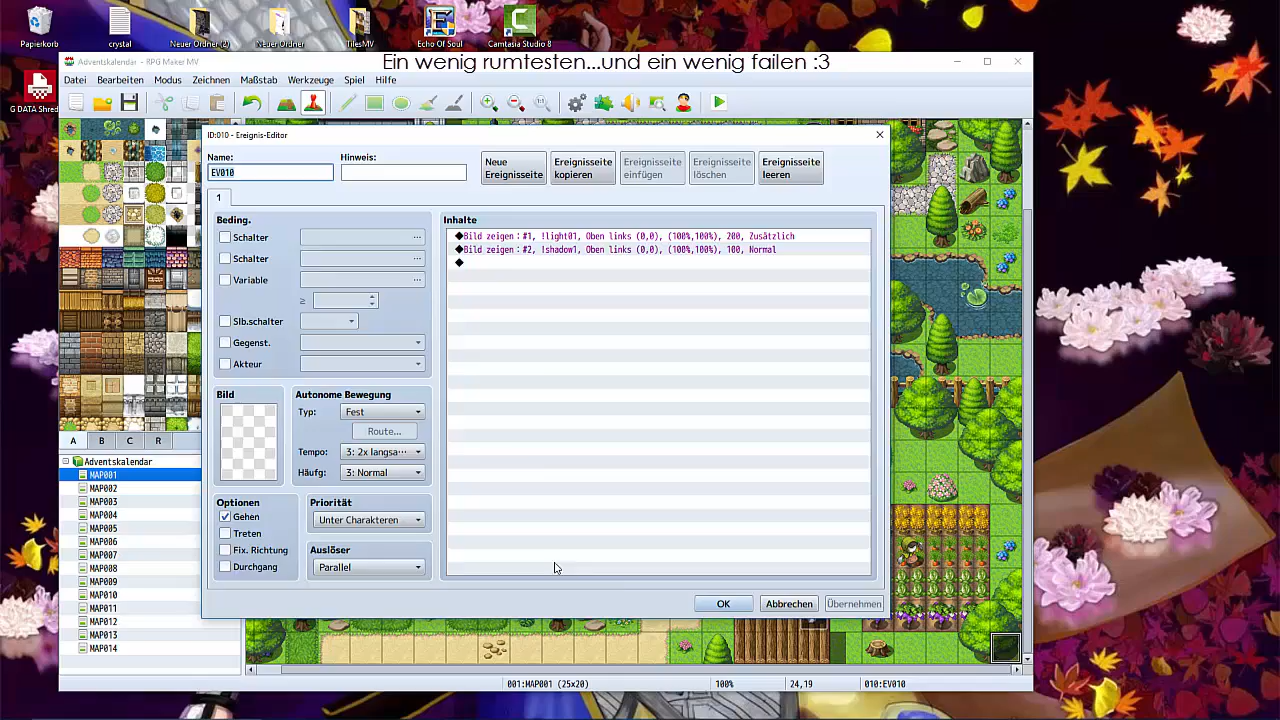 Papierkorb
crystal
Neuer Ordner (2)
Neuer Ordner
TilesMV
Echo Of Soul
Camtasia Studio 8
G DATA Shred
Adventskalendar - RPG Maker MV
Ein wenig rumtesten...und ein wenig failen :3
Datei Bearbeiten Modus Zeichnen Maßstab Werkzeuge Spiel Hilfe
ID:010 - Ereignis-Editor
Name:
Hinweis:
EV010
Neue Ereignisseite
Ereignisseite kopieren
Ereignisseite einfügen
Ereignisseite löschen
Ereignisseite leeren
1
Beding.
Schalter
Schalter
Variable
≥
Slb.schalter
Gegenst.
Akteur
Bild
Autonome Bewegung
Typ: Fest
Route...
Tempo: 3: 2x langsa···
Häufg: 3: Normal
Optionen
Gehen
Treten
Fix. Richtung
Durchgang
Priorität
Unter Charakteren
Auslöser
Parallel
Inhalte
◆Bild zeigen：#1, !light01, Oben links (0,0), (100%,100%), 200, Zusätzlich
◆Bild zeigen：#2, !shadow1, Oben links (0,0), (100%,100%), 100, Normal
◆
OK Abbrechen Übernehmen
A B C R
Adventskalendar
MAP001
MAP002
MAP003
MAP004
MAP005
MAP006
MAP007
MAP008
MAP009
MAP010
MAP011
MAP012
MAP013
MAP014
001:MAP001 (25x20) 100% 24,19 010:EV010